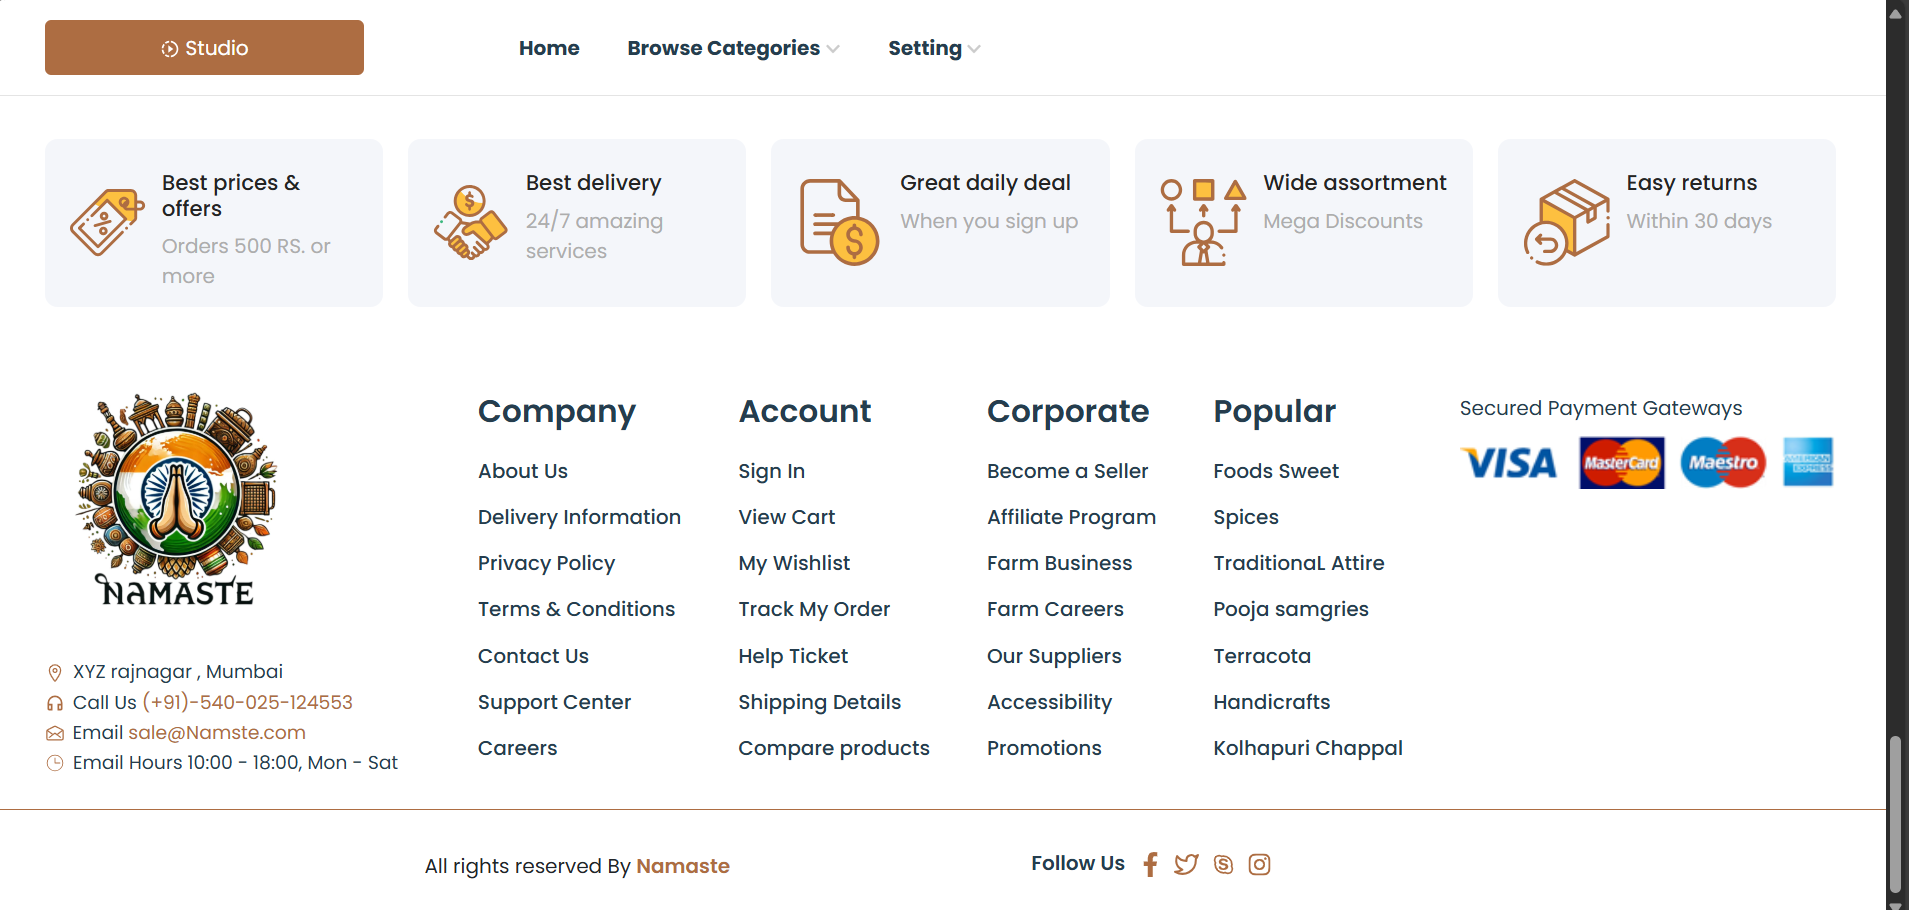 Studio
Home
Browse Categories
Setting
Best prices &
offers
Orders 500 RS. or
more
Best delivery
24/7 amazing
services
Great daily deal
When you sign up
Wide assortment
Mega Discounts
Easy returns
Within 30 days
NAMASTE
XYZ rajnagar , Mumbai
Call Us (+91)-540-025-124553
Email sale@Namste.com
Email Hours 10:00 - 18:00, Mon - Sat
Company
About Us
Delivery Information
Privacy Policy
Terms & Conditions
Contact Us
Support Center
Careers
Account
Sign In
View Cart
My Wishlist
Track My Order
Help Ticket
Shipping Details
Compare products
Corporate
Become a Seller
Affiliate Program
Farm Business
Farm Careers
Our Suppliers
Accessibility
Promotions
Popular
Foods Sweet
Spices
TraditionaL Attire
Pooja samgries
Terracota
Handicrafts
Kolhapuri Chappal
Secured Payment Gateways
VISA
MasterCard
Maestro
AMERICAN
EXPRESS
All rights reserved By Namaste
Follow Us